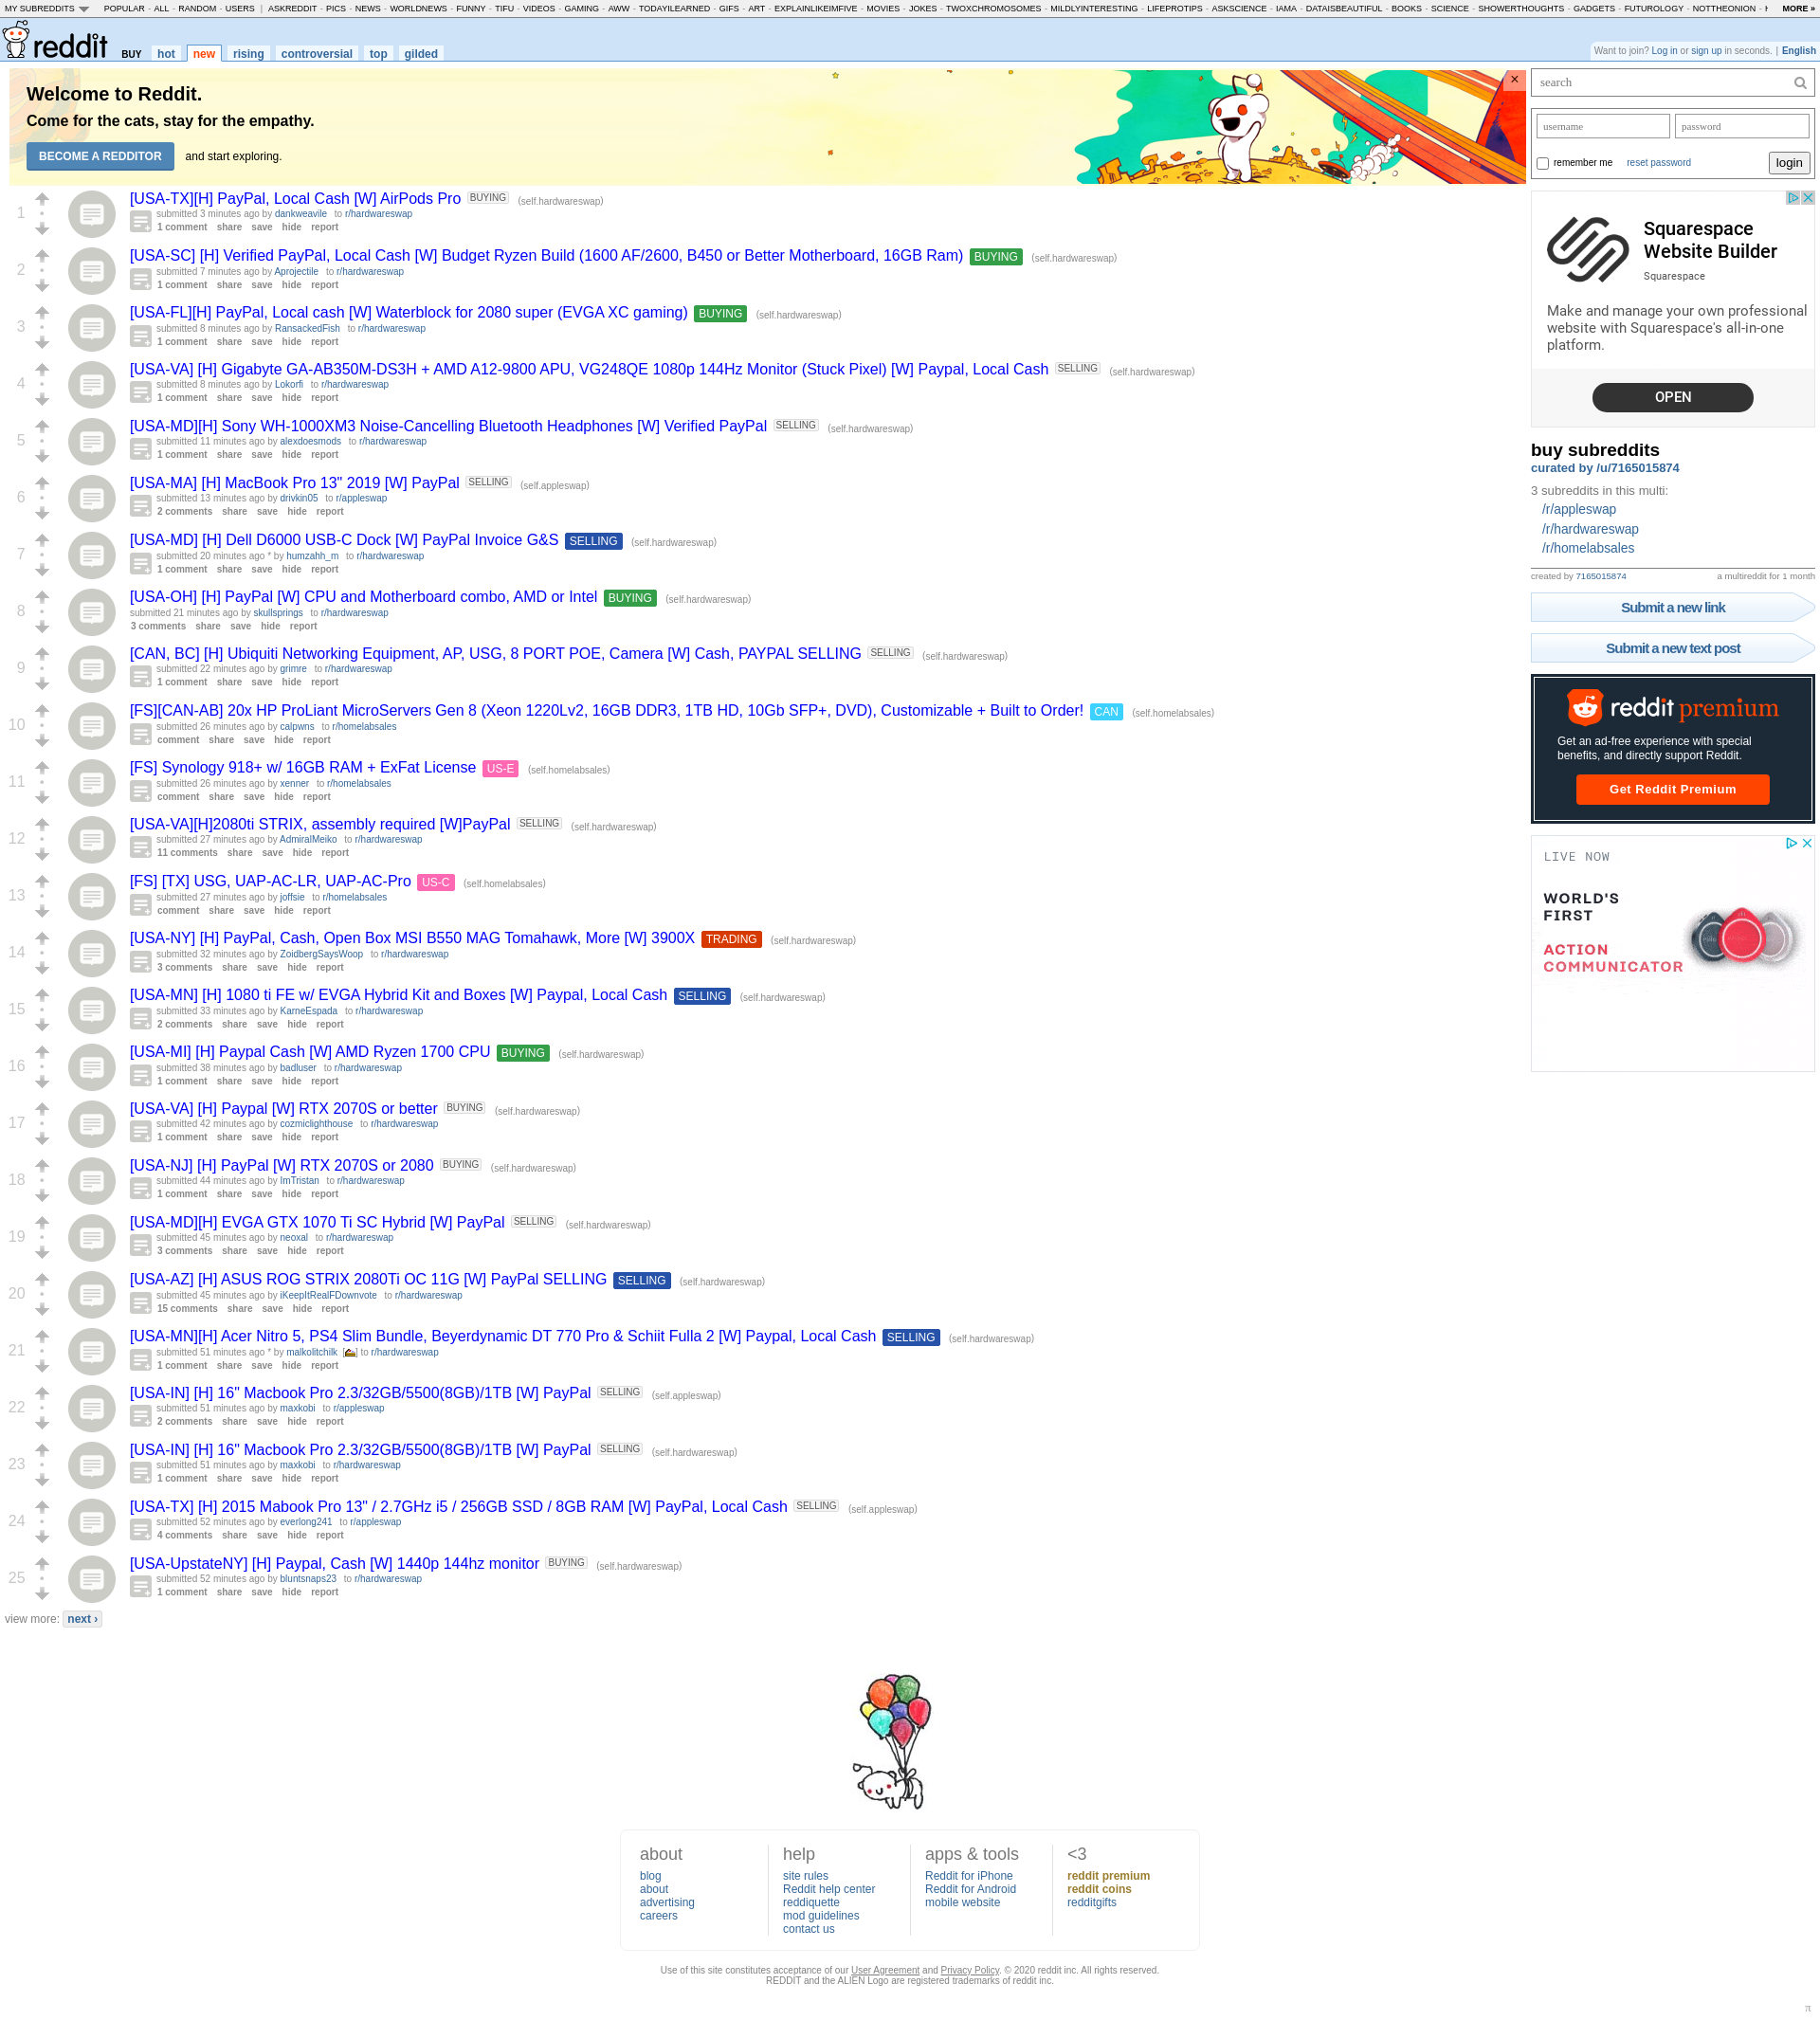 MY SUBREDDITS POPULAR - ALL - RANDOM - USERS | ASKREDDIT - PICS - NEWS - WORLDNEWS - FUNNY - TIFU - VIDEOS - GAMING - AWW - TODAYILEARNED - GIFS - ART - EXPLAINLIKEIMFIVE - MOVIES - JOKES - TWOXCHROMOSOMES - MILDLYINTERESTING - LIFEPROTIPS - ASKSCIENCE - IAMA - DATAISBEAUTIFUL - BOOKS - SCIENCE - SHOWERTHOUGHTS - GADGETS - FUTUROLOGY - NOTTHEONION - MORE »
reddit BUY hot new rising controversial top gilded
Want to join? Log in or sign up in seconds. | English
Welcome to Reddit.
Come for the cats, stay for the empathy.
BECOME A REDDITOR and start exploring.
×
1
[USA-TX][H] PayPal, Local Cash [W] AirPods Pro BUYING (self.hardwareswap)
submitted 3 minutes ago by dankweavile to r/hardwareswap
1 comment share save hide report
2
[USA-SC] [H] Verified PayPal, Local Cash [W] Budget Ryzen Build (1600 AF/2600, B450 or Better Motherboard, 16GB Ram) BUYING (self.hardwareswap)
submitted 7 minutes ago by Aprojectile to r/hardwareswap
1 comment share save hide report
3
[USA-FL][H] PayPal, Local cash [W] Waterblock for 2080 super (EVGA XC gaming) BUYING (self.hardwareswap)
submitted 8 minutes ago by RansackedFish to r/hardwareswap
1 comment share save hide report
4
[USA-VA] [H] Gigabyte GA-AB350M-DS3H + AMD A12-9800 APU, VG248QE 1080p 144Hz Monitor (Stuck Pixel) [W] Paypal, Local Cash SELLING (self.hardwareswap)
submitted 8 minutes ago by Lokorfi to r/hardwareswap
1 comment share save hide report
5
[USA-MD][H] Sony WH-1000XM3 Noise-Cancelling Bluetooth Headphones [W] Verified PayPal SELLING (self.hardwareswap)
submitted 11 minutes ago by alexdoesmods to r/hardwareswap
1 comment share save hide report
6
[USA-MA] [H] MacBook Pro 13" 2019 [W] PayPal SELLING (self.appleswap)
submitted 13 minutes ago by drivkin05 to r/appleswap
2 comments share save hide report
7
[USA-MD] [H] Dell D6000 USB-C Dock [W] PayPal Invoice G&S SELLING (self.hardwareswap)
submitted 20 minutes ago * by humzahh_m to r/hardwareswap
1 comment share save hide report
8
[USA-OH] [H] PayPal [W] CPU and Motherboard combo, AMD or Intel BUYING (self.hardwareswap)
submitted 21 minutes ago by skullsprings to r/hardwareswap
3 comments share save hide report
9
[CAN, BC] [H] Ubiquiti Networking Equipment, AP, USG, 8 PORT POE, Camera [W] Cash, PAYPAL SELLING SELLING (self.hardwareswap)
submitted 22 minutes ago by grimre to r/hardwareswap
1 comment share save hide report
10
[FS][CAN-AB] 20x HP ProLiant MicroServers Gen 8 (Xeon 1220Lv2, 16GB DDR3, 1TB HD, 10Gb SFP+, DVD), Customizable + Built to Order! CAN (self.homelabsales)
submitted 26 minutes ago by calpwns to r/homelabsales
comment share save hide report
11
[FS] Synology 918+ w/ 16GB RAM + ExFat License US-E (self.homelabsales)
submitted 26 minutes ago by xenner to r/homelabsales
comment share save hide report
12
[USA-VA][H]2080ti STRIX, assembly required [W]PayPal SELLING (self.hardwareswap)
submitted 27 minutes ago by AdmiralMeiko to r/hardwareswap
11 comments share save hide report
13
[FS] [TX] USG, UAP-AC-LR, UAP-AC-Pro US-C (self.homelabsales)
submitted 27 minutes ago by joffsie to r/homelabsales
comment share save hide report
14
[USA-NY] [H] PayPal, Cash, Open Box MSI B550 MAG Tomahawk, More [W] 3900X TRADING (self.hardwareswap)
submitted 32 minutes ago by ZoidbergSaysWoop to r/hardwareswap
3 comments share save hide report
15
[USA-MN] [H] 1080 ti FE w/ EVGA Hybrid Kit and Boxes [W] Paypal, Local Cash SELLING (self.hardwareswap)
submitted 33 minutes ago by KarneEspada to r/hardwareswap
2 comments share save hide report
16
[USA-MI] [H] Paypal Cash [W] AMD Ryzen 1700 CPU BUYING (self.hardwareswap)
submitted 38 minutes ago by badluser to r/hardwareswap
1 comment share save hide report
17
[USA-VA] [H] Paypal [W] RTX 2070S or better BUYING (self.hardwareswap)
submitted 42 minutes ago by cozmiclighthouse to r/hardwareswap
1 comment share save hide report
18
[USA-NJ] [H] PayPal [W] RTX 2070S or 2080 BUYING (self.hardwareswap)
submitted 44 minutes ago by ImTristan to r/hardwareswap
1 comment share save hide report
19
[USA-MD][H] EVGA GTX 1070 Ti SC Hybrid [W] PayPal SELLING (self.hardwareswap)
submitted 45 minutes ago by neoxal to r/hardwareswap
3 comments share save hide report
20
[USA-AZ] [H] ASUS ROG STRIX 2080Ti OC 11G [W] PayPal SELLING SELLING (self.hardwareswap)
submitted 45 minutes ago by iKeepItRealFDownvote to r/hardwareswap
15 comments share save hide report
21
[USA-MN][H] Acer Nitro 5, PS4 Slim Bundle, Beyerdynamic DT 770 Pro & Schiit Fulla 2 [W] Paypal, Local Cash SELLING (self.hardwareswap)
submitted 51 minutes ago * by malkolitchilk [ ] to r/hardwareswap
1 comment share save hide report
22
[USA-IN] [H] 16" Macbook Pro 2.3/32GB/5500(8GB)/1TB [W] PayPal SELLING (self.appleswap)
submitted 51 minutes ago by maxkobi to r/appleswap
2 comments share save hide report
23
[USA-IN] [H] 16" Macbook Pro 2.3/32GB/5500(8GB)/1TB [W] PayPal SELLING (self.hardwareswap)
submitted 51 minutes ago by maxkobi to r/hardwareswap
1 comment share save hide report
24
[USA-TX] [H] 2015 Mabook Pro 13" / 2.7GHz i5 / 256GB SSD / 8GB RAM [W] PayPal, Local Cash SELLING (self.appleswap)
submitted 52 minutes ago by everlong241 to r/appleswap
4 comments share save hide report
25
[USA-UpstateNY] [H] Paypal, Cash [W] 1440p 144hz monitor BUYING (self.hardwareswap)
submitted 52 minutes ago by bluntsnaps23 to r/hardwareswap
1 comment share save hide report
view more: next ›
search
username password
remember me reset password login
Squarespace
Website Builder
Squarespace
Make and manage your own professional
website with Squarespace's all-in-one
platform.
OPEN
buy subreddits
curated by /u/7165015874
3 subreddits in this multi:
/r/appleswap
/r/hardwareswap
/r/homelabsales
created by 7165015874 a multireddit for 1 month
Submit a new link
Submit a new text post
reddit premium
Get an ad-free experience with special
benefits, and directly support Reddit.
Get Reddit Premium
LIVE NOW
WORLD'S
FIRST
ACTION
COMMUNICATOR
about
blog
about
advertising
careers
help
site rules
Reddit help center
reddiquette
mod guidelines
contact us
apps & tools
Reddit for iPhone
Reddit for Android
mobile website
<3
reddit premium
reddit coins
redditgifts
Use of this site constitutes acceptance of our User Agreement and Privacy Policy. © 2020 reddit inc. All rights reserved.
REDDIT and the ALIEN Logo are registered trademarks of reddit inc.
π